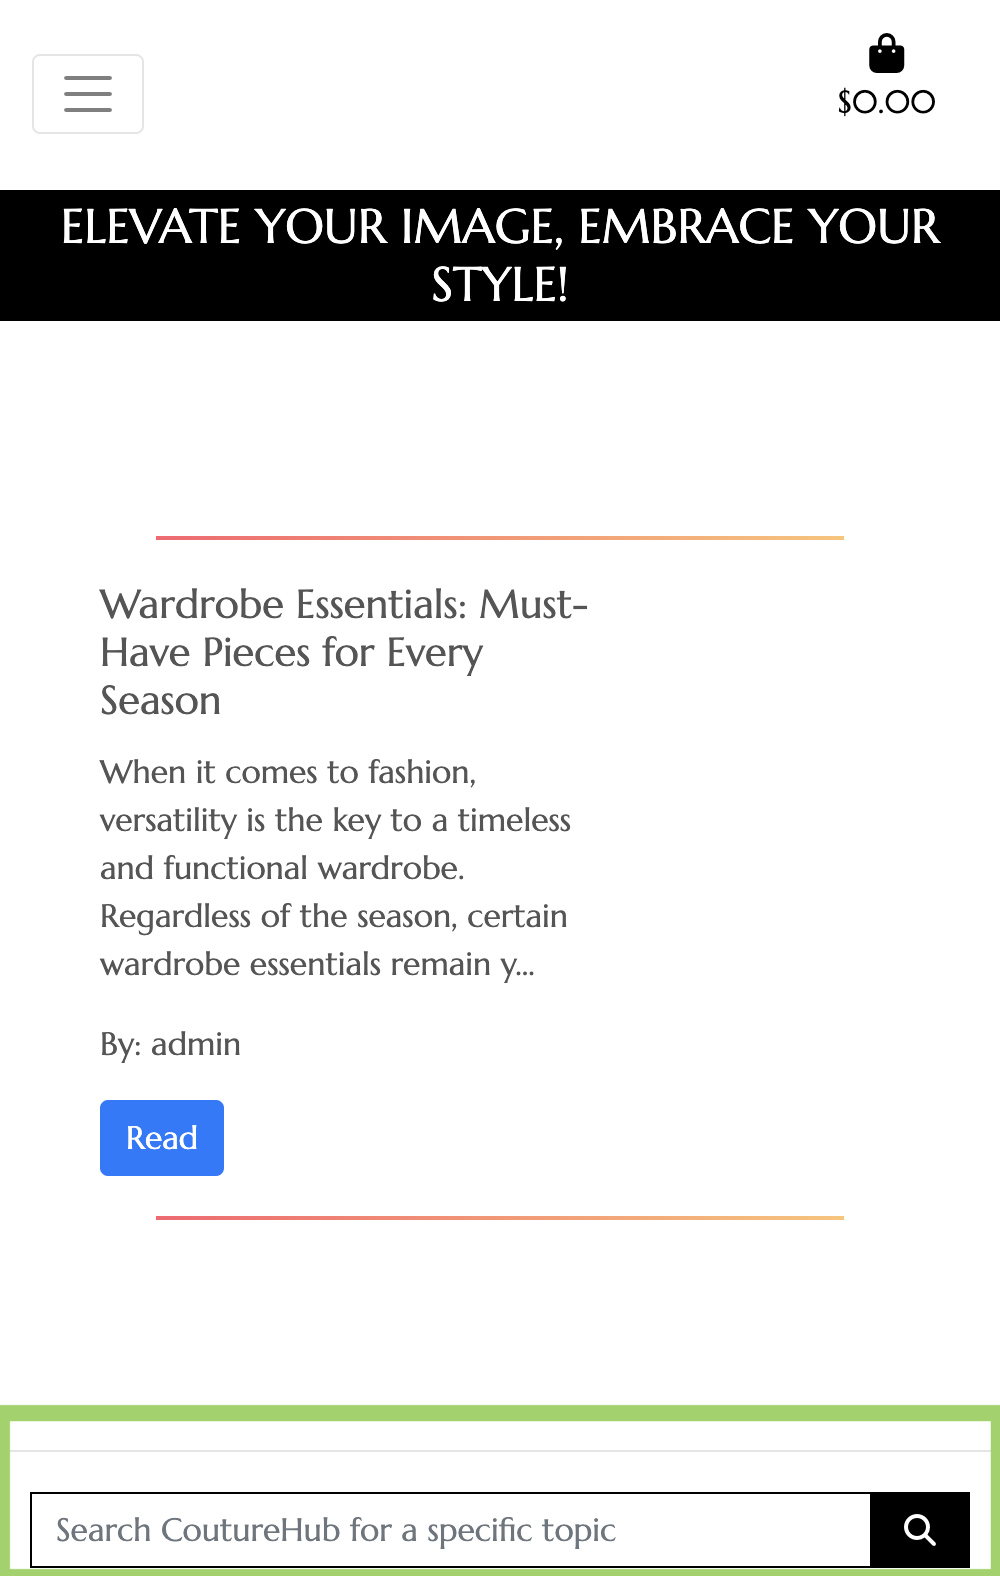 $0.00
ELEVATE YOUR IMAGE, EMBRACE YOUR
STYLE!
Wardrobe Essentials: Must-
Have Pieces for Every
Season
When it comes to fashion,
versatility is the key to a timeless
and functional wardrobe.
Regardless of the season, certain
wardrobe essentials remain y...
By: admin
Read
Search CoutureHub for a specific topic